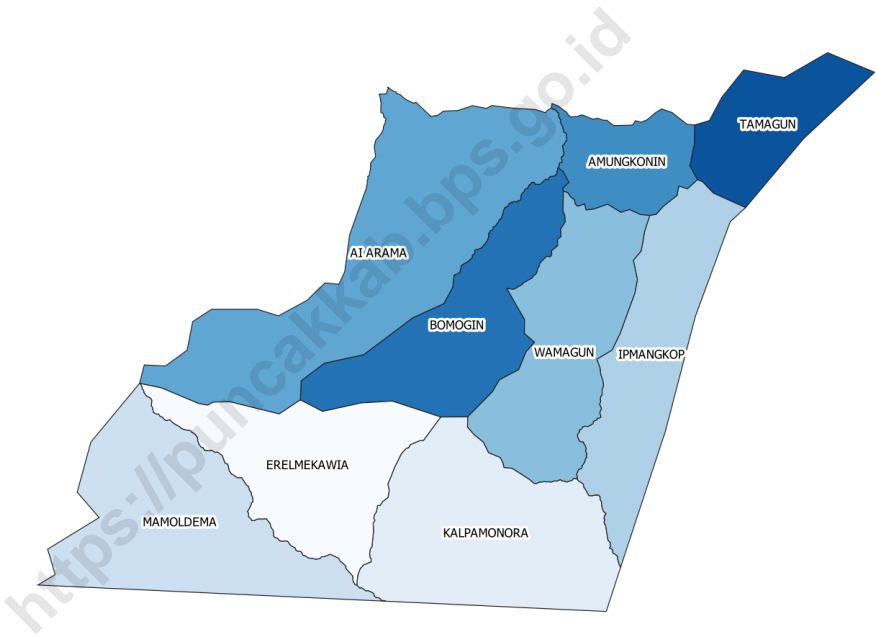 TAMAGUN
AMUNGKONIN
AI ARAMA
BOMOGIN
WAMAGUN
IPMANGKOP
ERELMEKAWIA
MAMOLDEMA
KALPAMONORA
https://puncakkab.bps.go.id